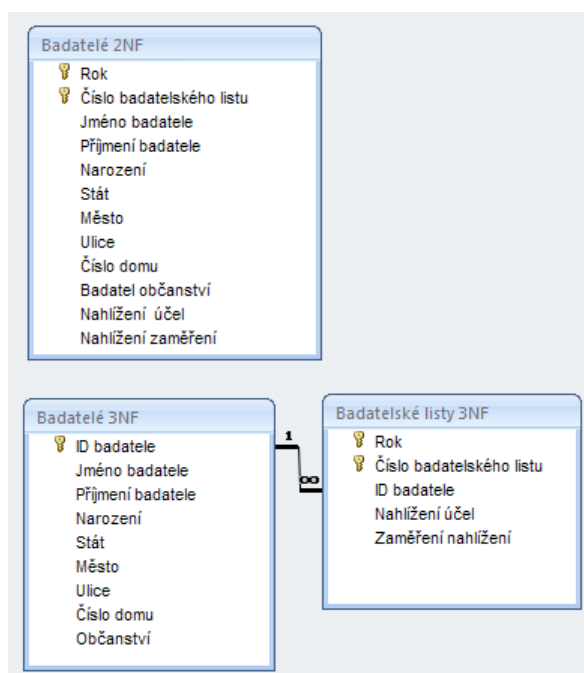 Badatelé 2NF
Rok
Číslo badatelského listu
Jméno badatele
Příjmení badatele
Narození
Stát
Město
Ulice
Číslo domu
Badatel občanství
Nahlížení  účel
Nahlížení zaměření
Badatelé 3NF
ID badatele
Jméno badatele
Příjmení badatele
Narození
Stát
Město
Ulice
Číslo domu
Občanství
1
∞
Badatelské listy 3NF
Rok
Číslo badatelského listu
ID badatele
Nahlížení účel
Zaměření nahlížení